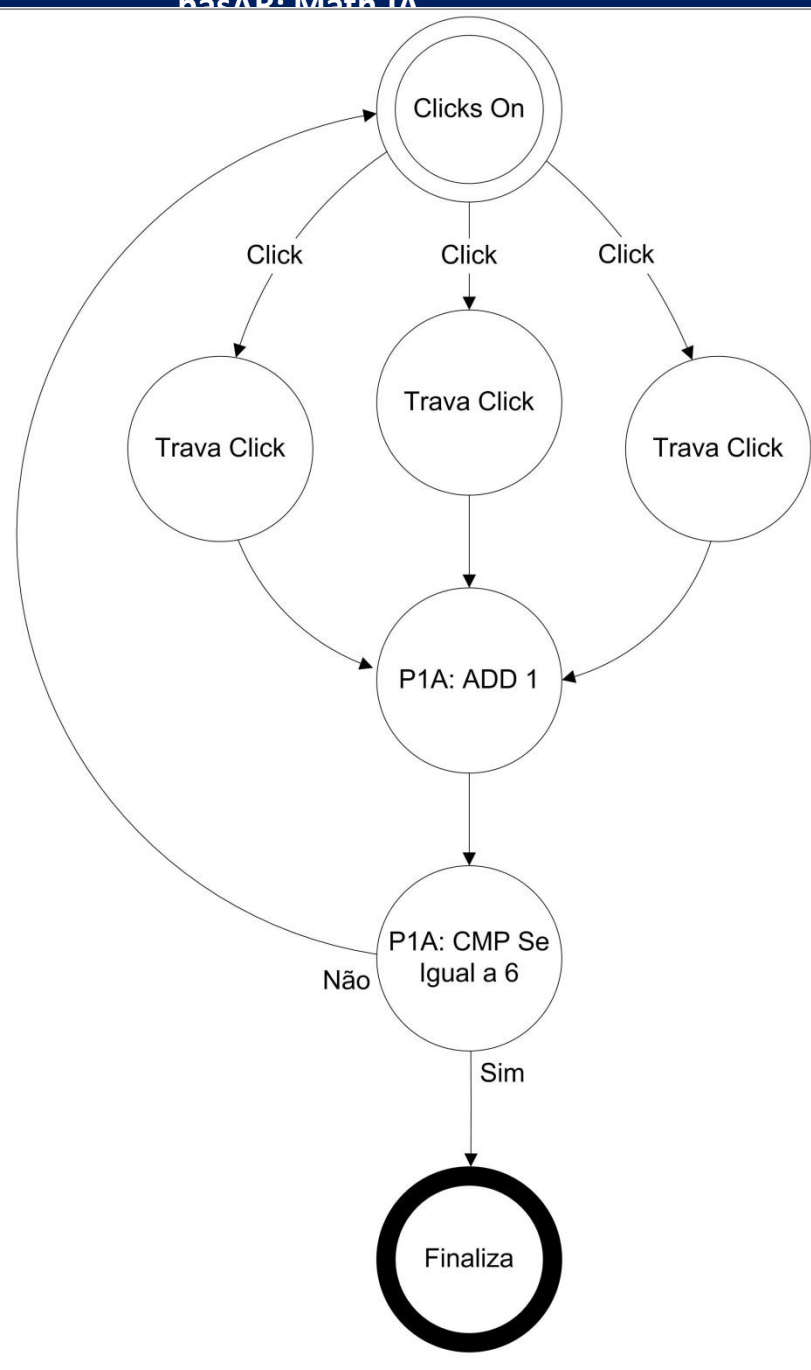 Clicks On
Click
Click
Click
Trava Click
Trava Click
Trava Click
P1A: ADD 1
P1A: CMP Se
Igual a 6
Não
Sim
Finaliza